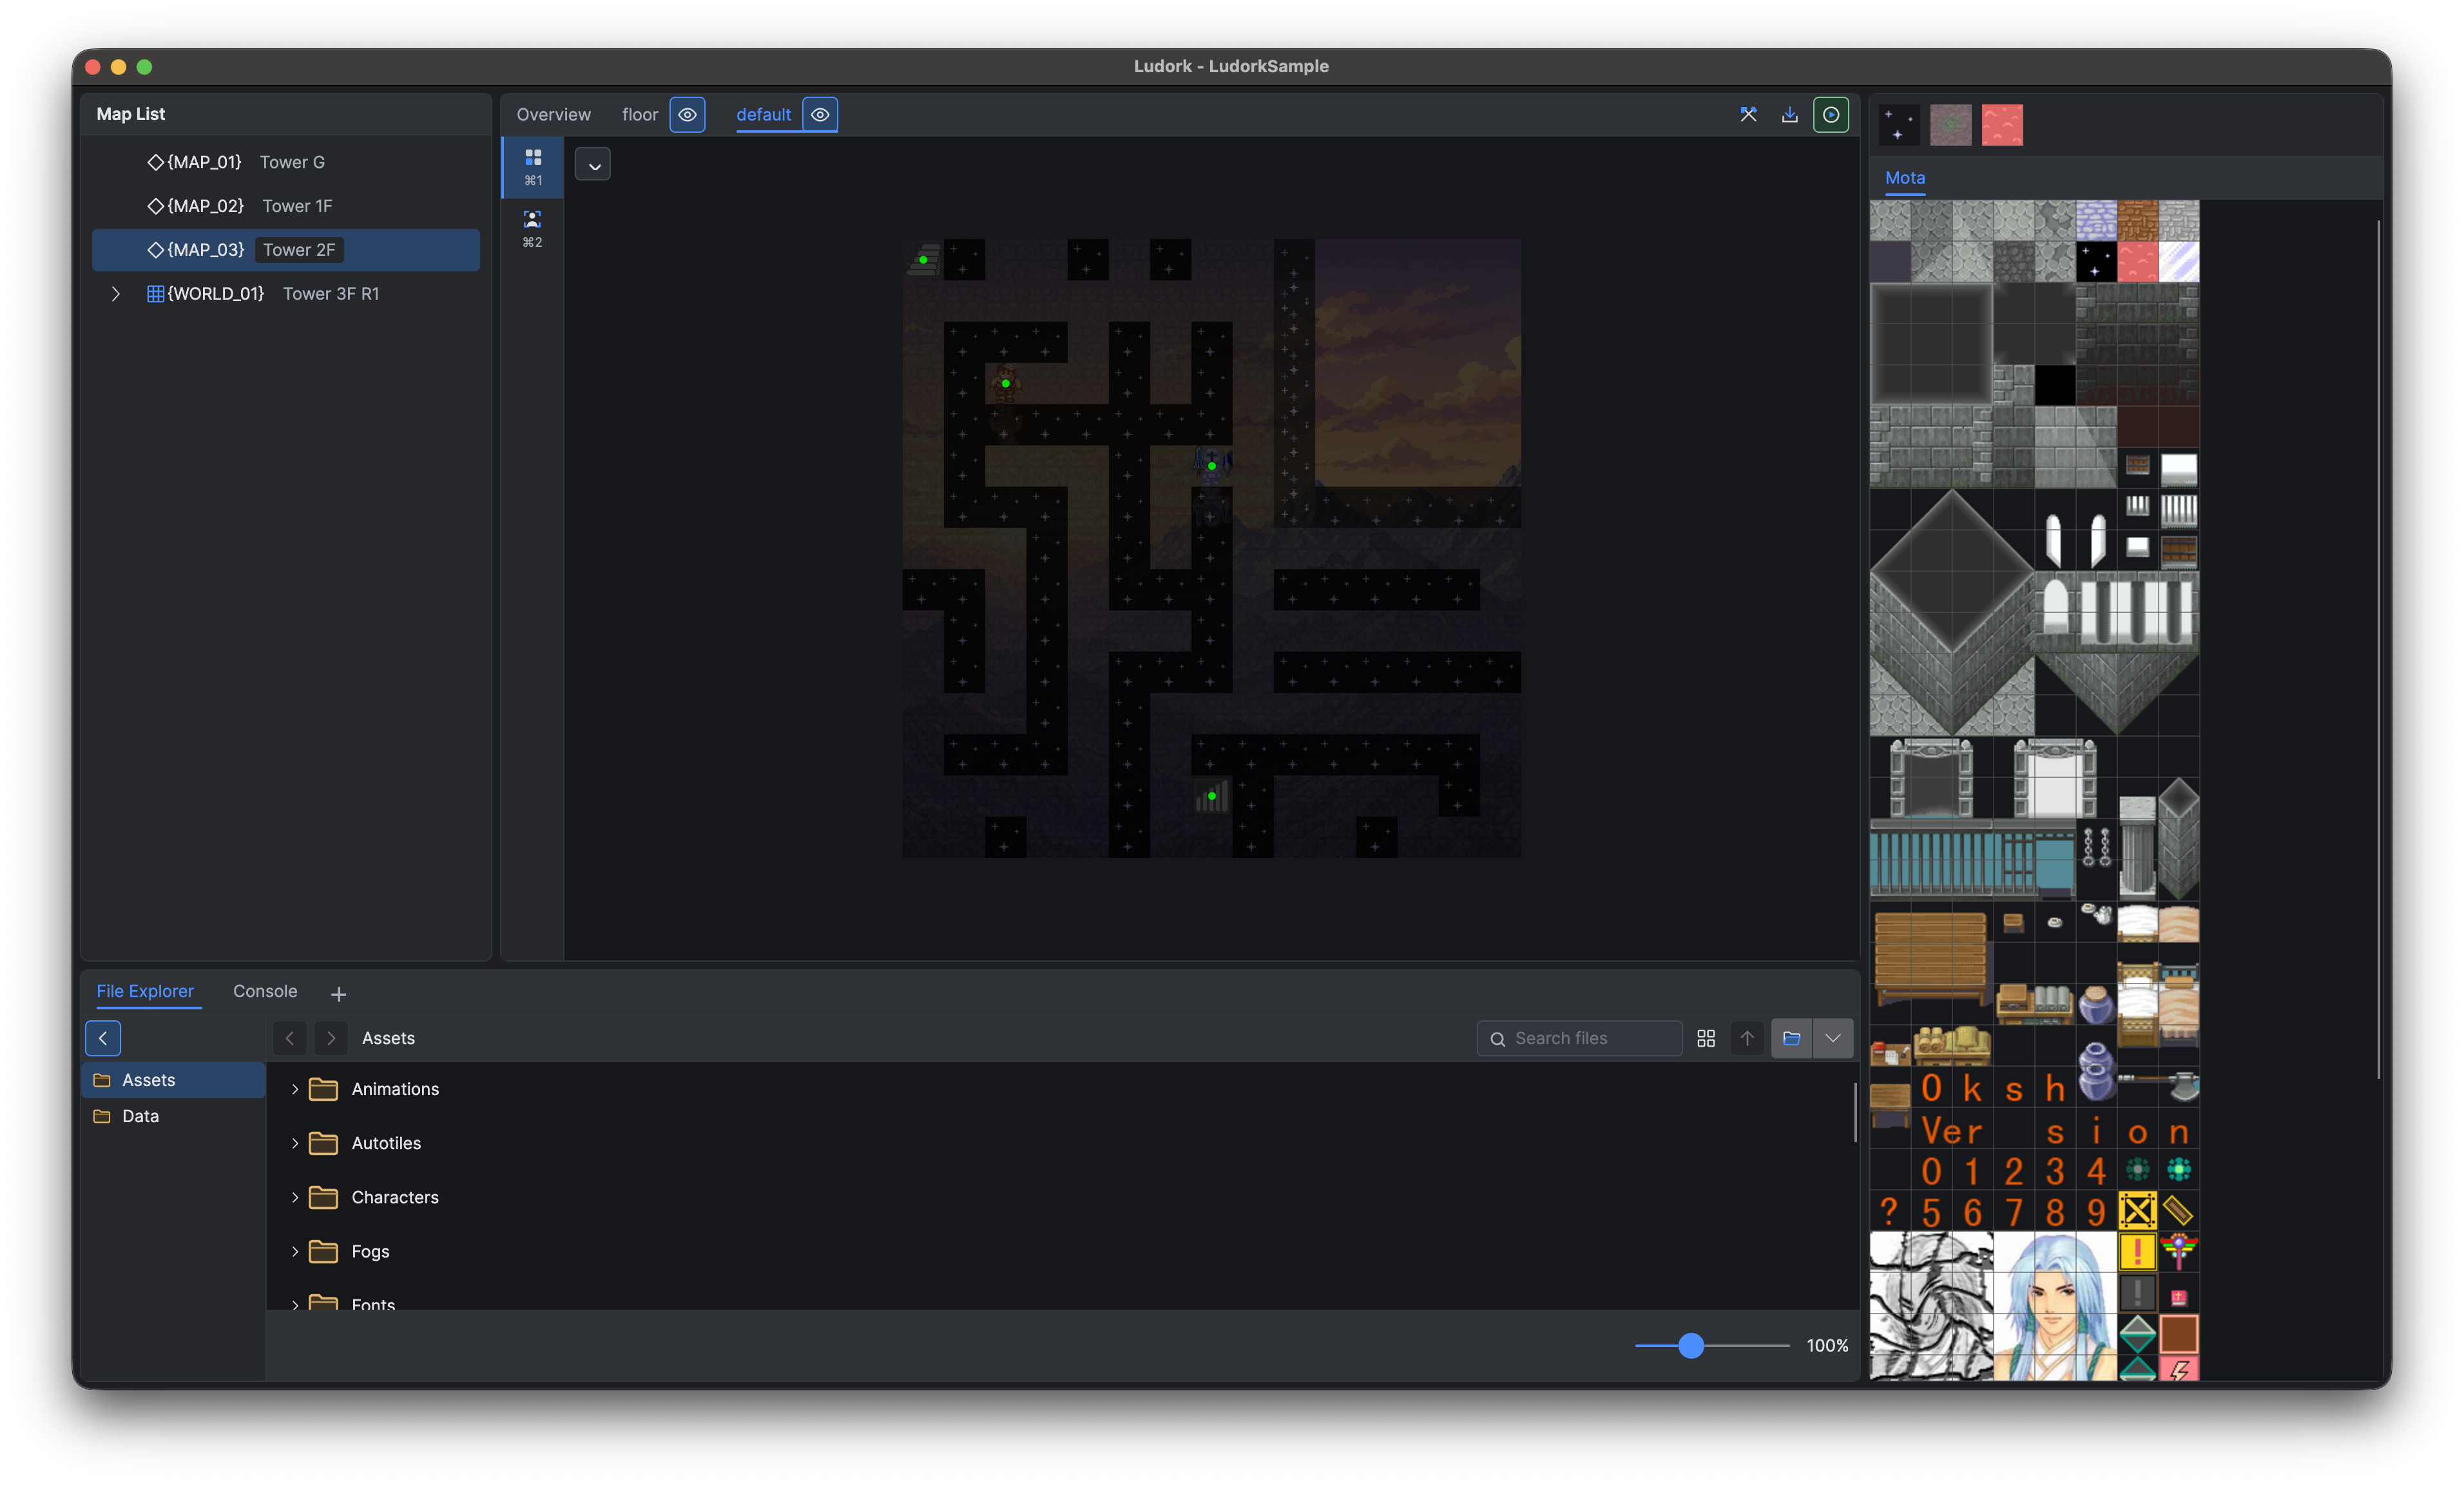 Ludork - LudorkSample
Map List
{MAP_01} Tower G
{MAP_02} Tower 1F
{MAP_03} Tower 2F
{WORLD_01} Tower 3F R1
Overview floor default
⌘1
⌘2
Mota
0 k s h
Ver s i o n
0 1 2 3 4
? 5 6 7 8 9
File Explorer Console
Assets
Search files
Assets
Data
Animations
Autotiles
Characters
Fogs
Fonts
100%